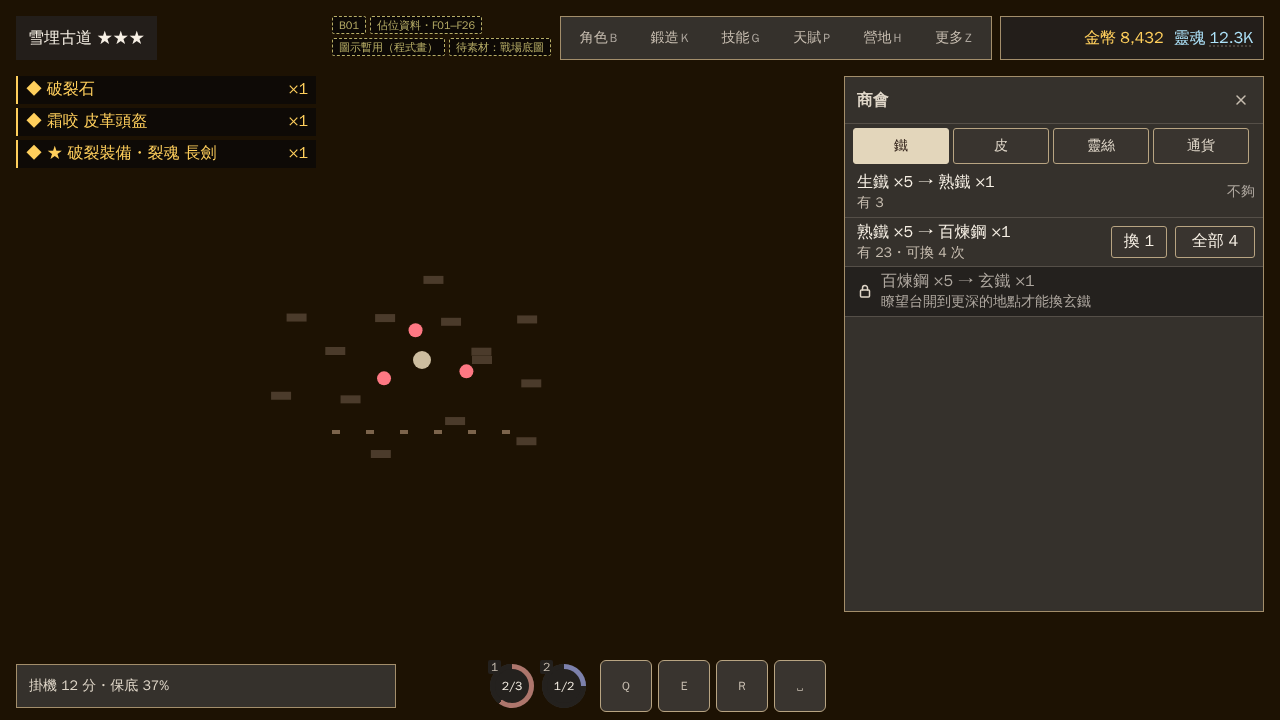 雪埋古道 ★★★
B01 佔位資料・F01—F26
圖示暫用（程式畫） 待素材：戰場底圖
角色B 鍛造K 技能G 天賦P 營地H 更多Z
金幣 8,432 靈魂 12.3K
◆ 破裂石 ×1
◆ 霜咬 皮革頭盔 ×1
◆ ★ 破裂裝備・裂魂 長劍 ×1
商會 ×
鐵 皮 靈絲 通貨
生鐵 ×5 → 熟鐵 ×1
有 3
不夠
熟鐵 ×5 → 百煉鋼 ×1
有 23・可換 4 次
換 1 全部 4
百煉鋼 ×5 → 玄鐵 ×1
瞭望台開到更深的地點才能換玄鐵
掛機 12 分・保底 37%
1 2/3 2 1/2 Q E R ⎵